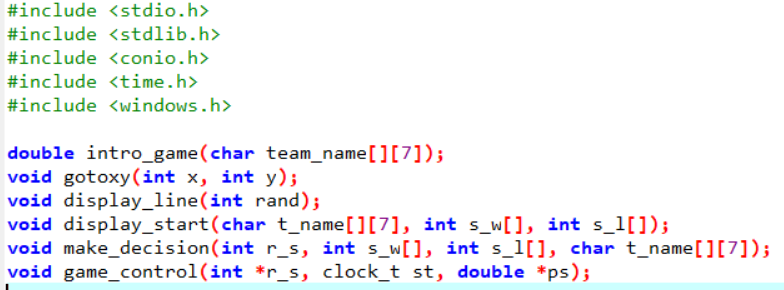 #include <stdio.h>
#include <stdlib.h>
#include <conio.h>
#include <time.h>
#include <windows.h>
double intro_game(char team_name[][7]);
void gotoxy(int x, int y);
void display_line(int rand);
void display_start(char t_name[][7], int s_w[], int s_l[]);
void make_decision(int r_s, int s_w[], int s_l[], char t_name[][7]);
void game_control(int *r_s, clock_t st, double *ps);